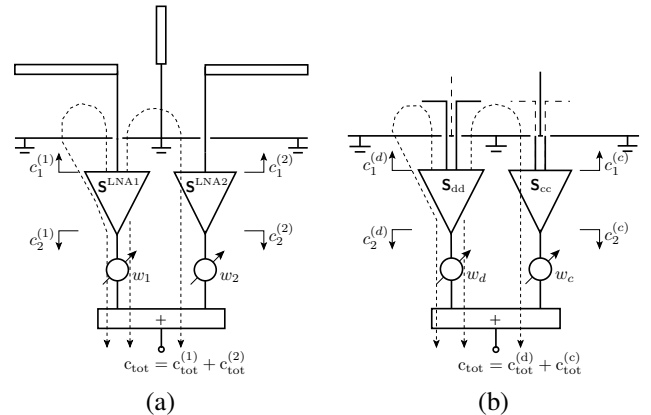 S^LNA1 S^LNA2
c_1^(1) c_1^(2)
c_2^(1) c_2^(2)
w_1 w_2
+
c_tot = c_tot^(1) + c_tot^(2)
(a)
S_dd S_cc
c_1^(d) c_1^(c)
c_2^(d) c_2^(c)
w_d w_c
+
c_tot = c_tot^(d) + c_tot^(c)
(b)